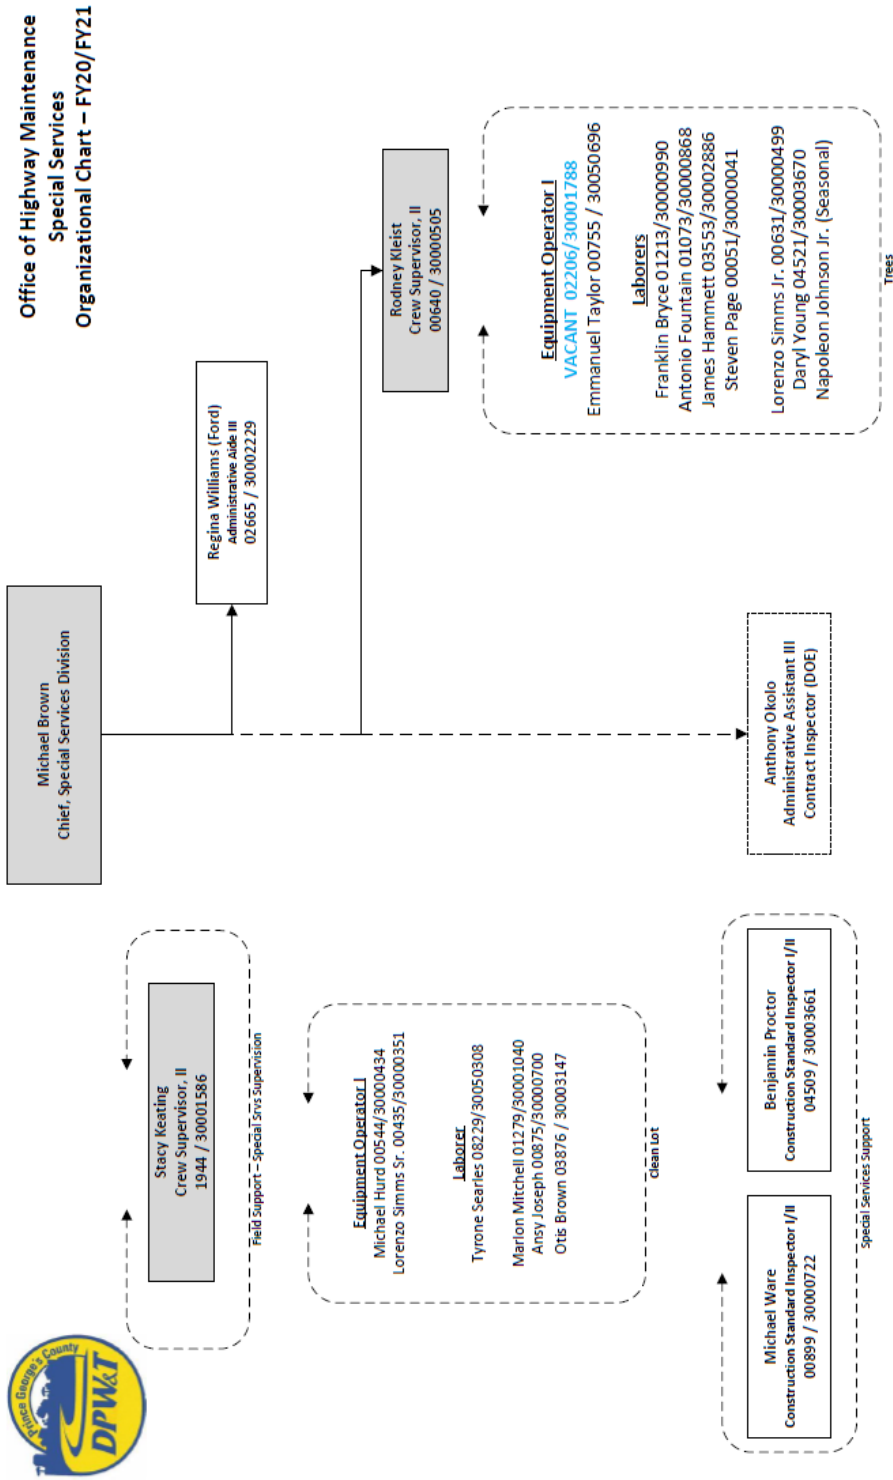 Prince George's County
DPW&T
Office of Highway Maintenance
Special Services
Organizational Chart – FY20/FY21
Michael Brown
Chief, Special Services Division
Stacy Keating
Crew Supervisor, II
1944 / 30001586
Field Support – Special Srvs Supervision
Regina Williams (Ford)
Administrative Aide III
02665 / 30002229
Rodney Kleist
Crew Supervisor, II
00640 / 30000505
Equipment Operator I
Michael Hurd 00544/30000434
Lorenzo Simms Sr. 00435/30000351
Laborer
Tyrone Searles 08229/30050308
Marlon Mitchell 01279/30001040
Ansy Joseph 00875/30000700
Otis Brown 03876 / 30003147
Clean Lot
Equipment Operator I
VACANT 02206/30001788
Emmanuel Taylor 00755 / 30050696
Laborers
Franklin Bryce 01213/30000990
Antonio Fountain 01073/30000868
James Hammett 03553/30002886
Steven Page 00051/30000041
Lorenzo Simms Jr. 00631/30000499
Daryl Young 04521/30003670
Napoleon Johnson Jr. (Seasonal)
Trees
Michael Ware
Construction Standard Inspector I/II
00899 / 30000722
Benjamin Proctor
Construction Standard Inspector I/II
04509 / 30003661
Special Services Support
Anthony Okolo
Administrative Assistant III
Contract Inspector (DOE)